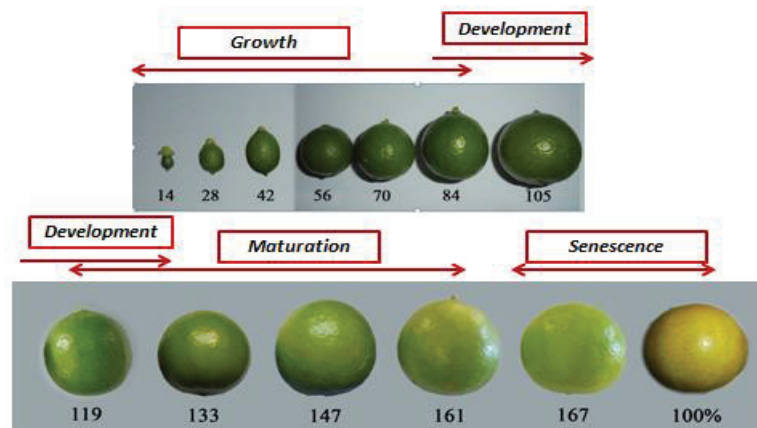 Growth
Development
14 28 42 56 70 84 105
Development
Maturation
Senescence
119 133 147 161 167 100%